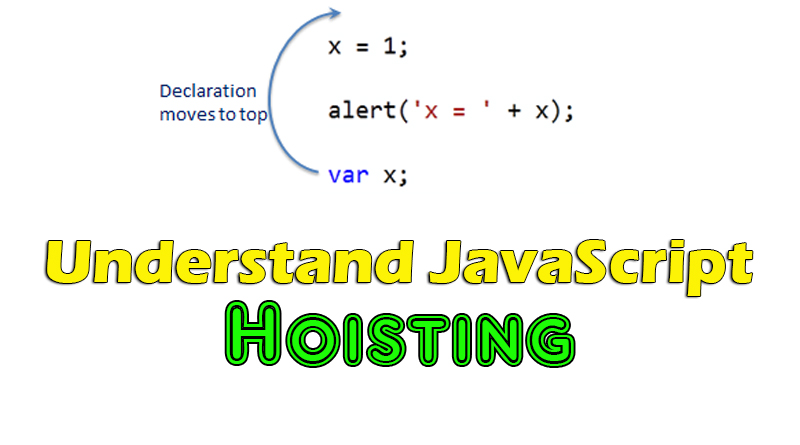 x = 1;
Declaration
moves to top
alert('x = ' + x);
var x;
Understand JavaScript
HOISTING